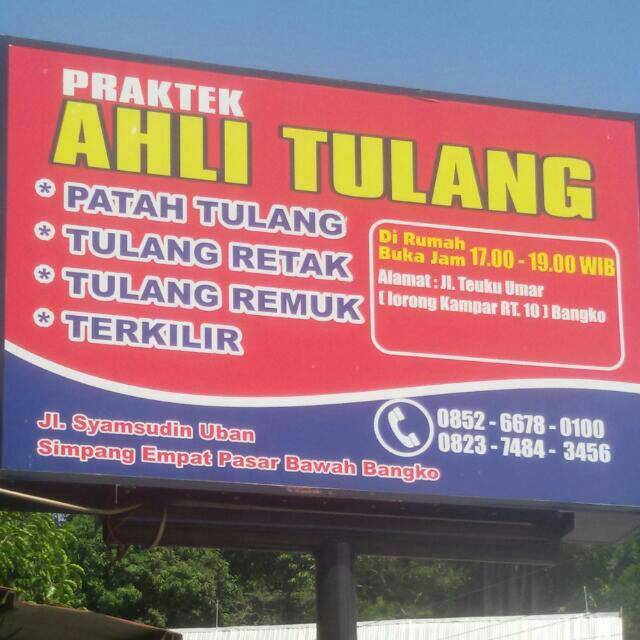 PRAKTEK
AHLI TULANG
* PATAH TULANG
* TULANG RETAK
* TULANG REMUK
* TERKILIR
Di Rumah
Buka Jam 17.00 - 19.00 WIB
Alamat : Jl. Teuku Umar
( lorong Kampar RT. 10 ) Bangko
Jl. Syamsudin Uban
Simpang Empat Pasar Bawah Bangko
0852 - 6678 - 0100
0823 - 7484 - 3456